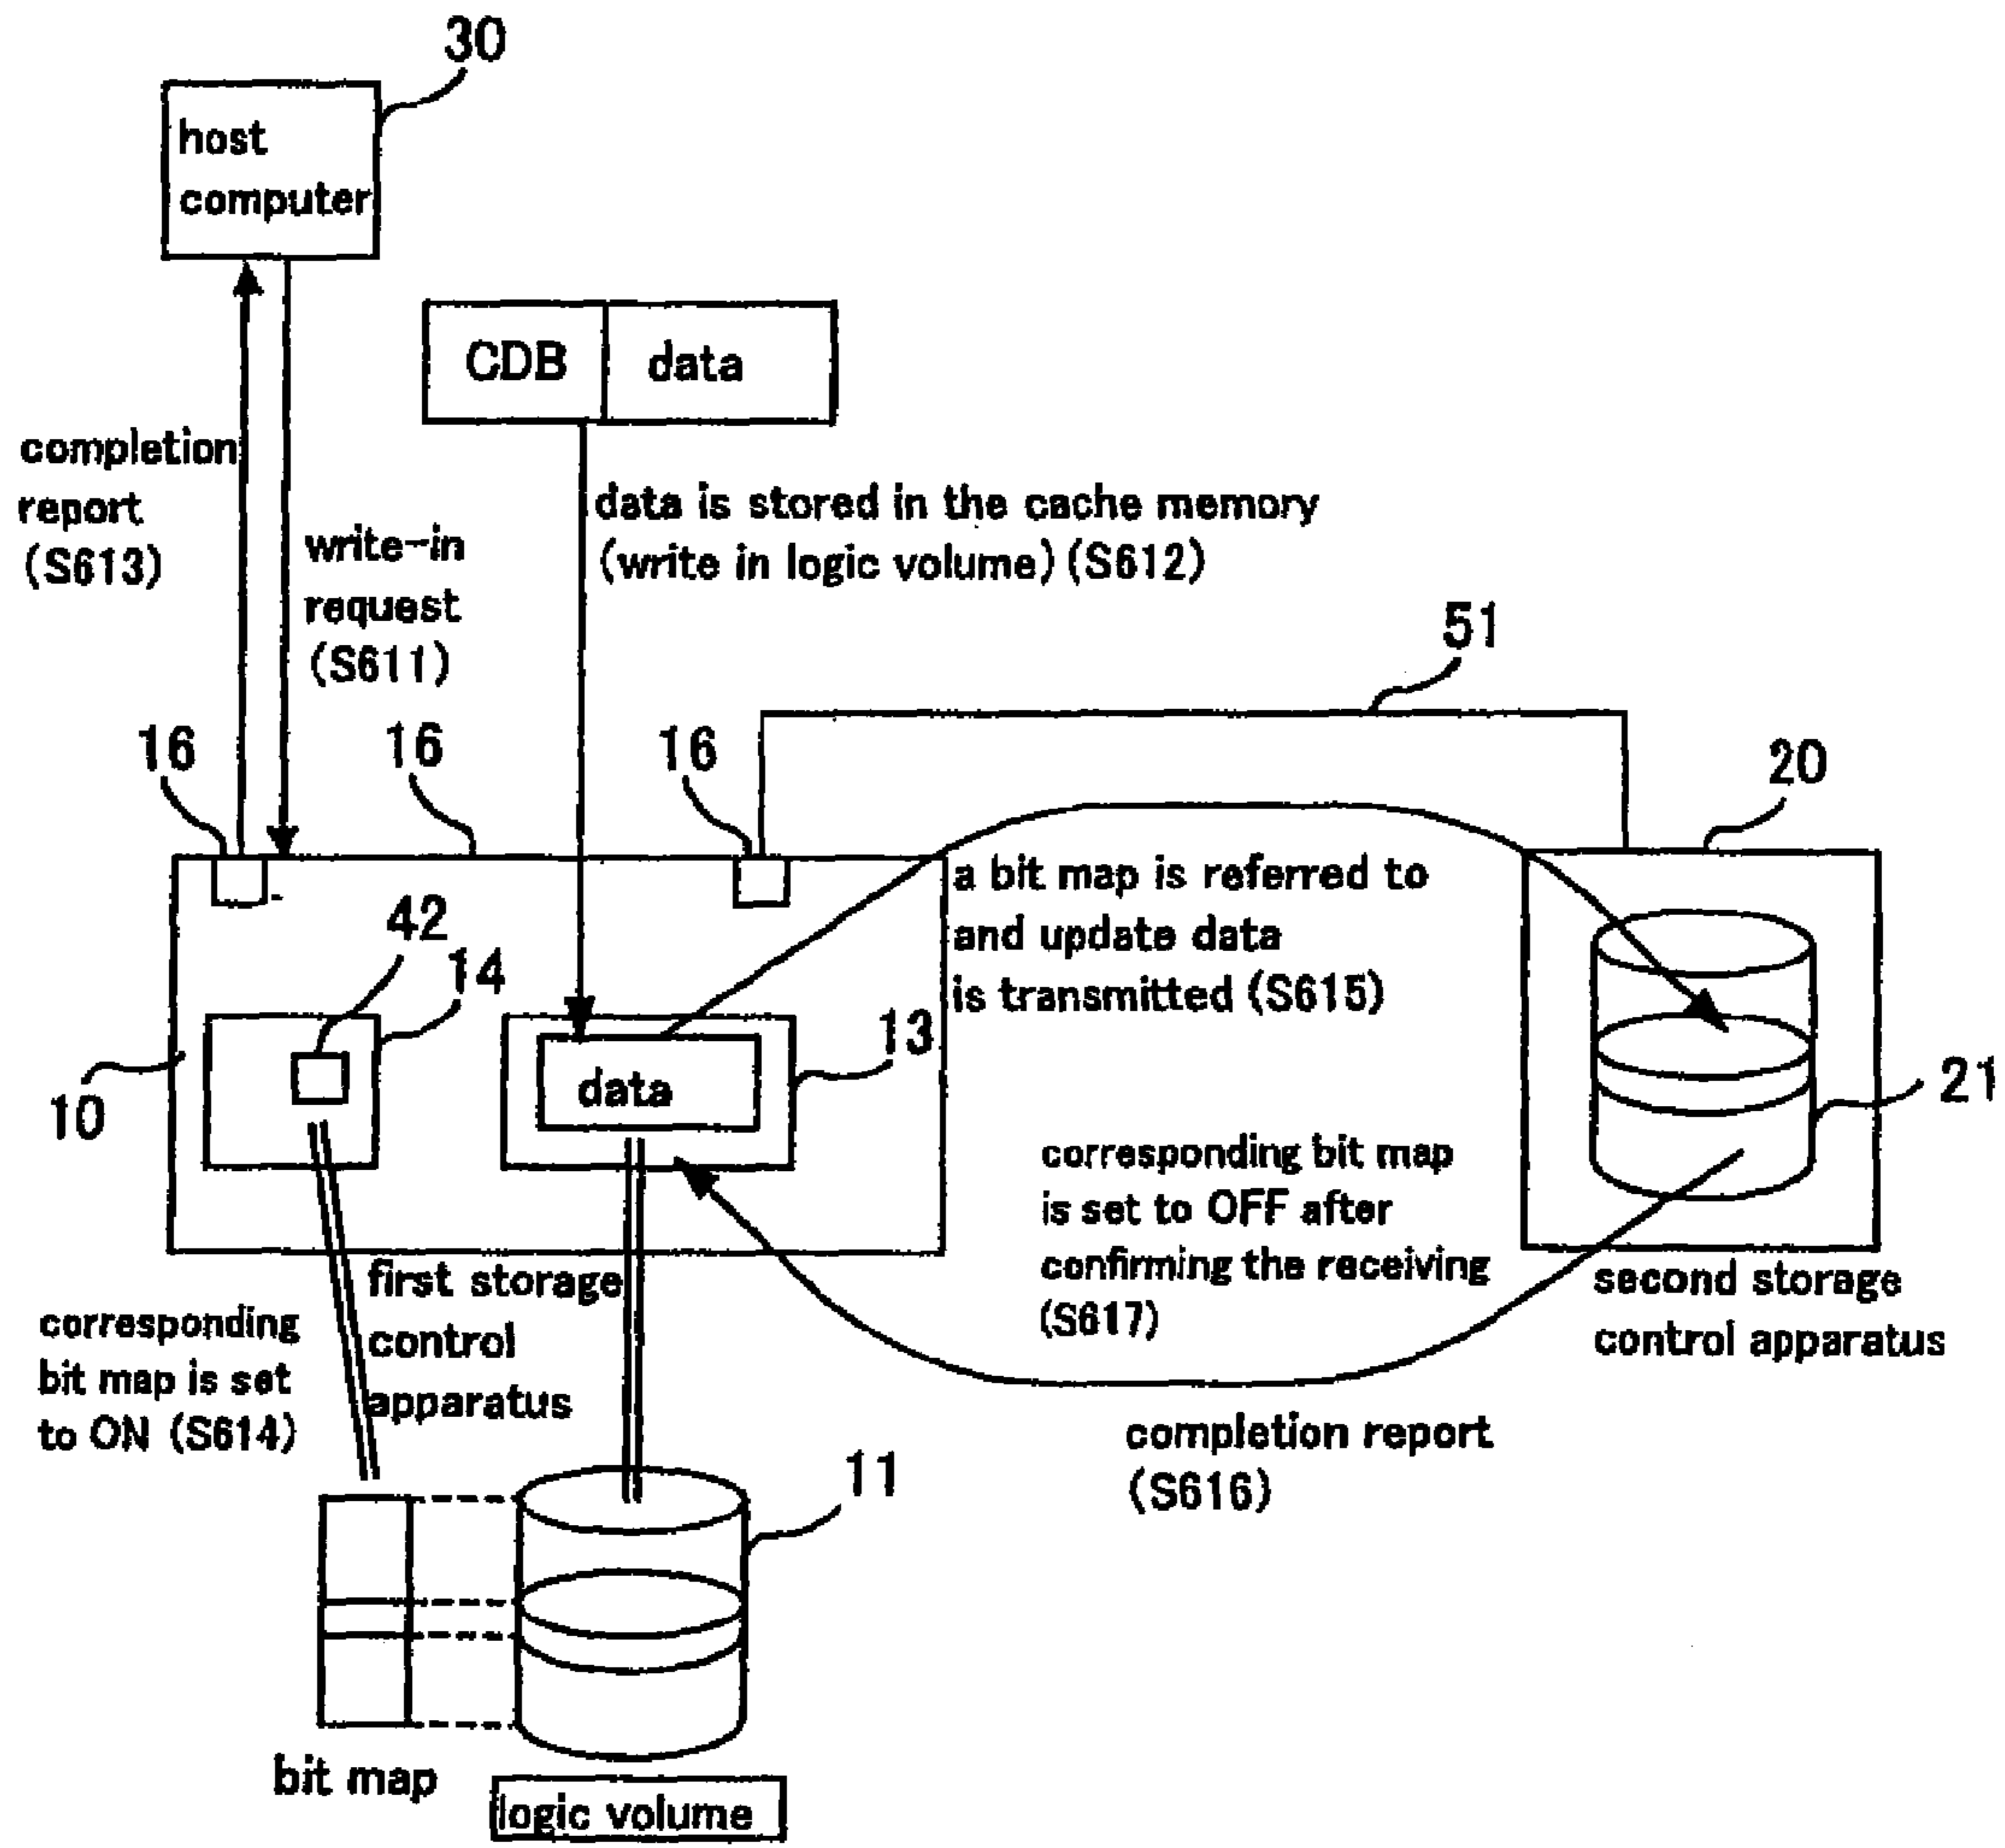 30
host
computer
CDB
data
completion
report
(S613)
write-in
request
(S611)
data is stored in the cache memory
(write in logic volume) (S612)
51
16
16
16
20
a bit map is referred to
and update data
is transmitted (S615)
42
14
13
data
10
21
corresponding bit map
is set to OFF after
confirming the receiving
(S617)
first storage
control
apparatus
second storage
control apparatus
corresponding
bit map is set
to ON (S614)
completion report
(S616)
11
bit map
logic volume